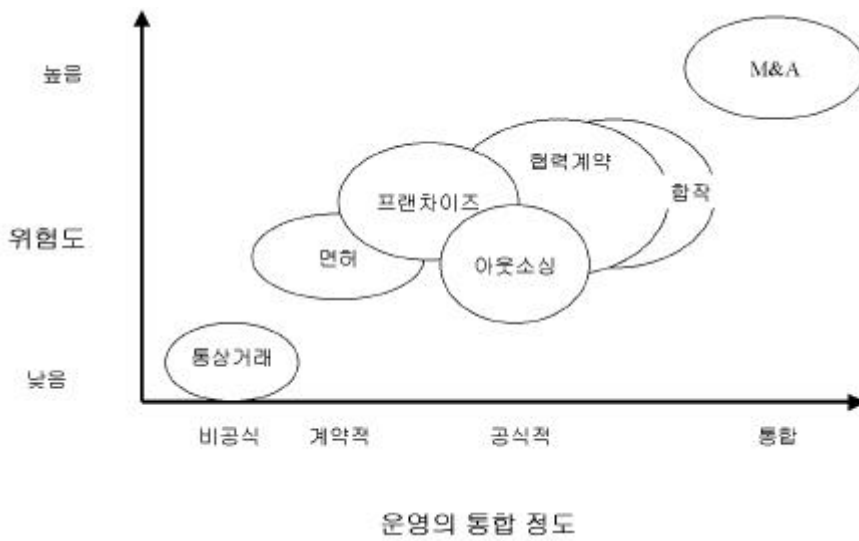 높음
M&A
협력계약
합작
프랜차이즈
위험도
면허
아웃소싱
통상거래
낮음
비공식
계약적
공식적
통합
운영의 통합 정도